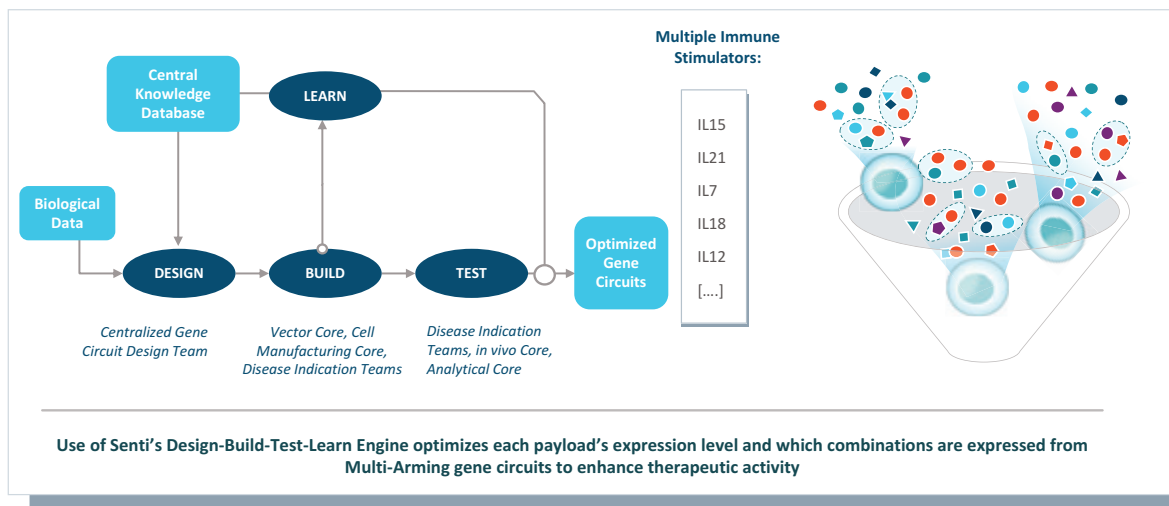 Central
Knowledge
Database
LEARN
Biological
Data
DESIGN
BUILD
TEST
Optimized
Gene
Circuits
Centralized Gene
Circuit Design Team
Vector Core, Cell
Manufacturing Core,
Disease Indication Teams
Disease Indication
Teams, in vivo Core,
Analytical Core
Multiple Immune
Stimulators:
IL15
IL21
IL7
IL18
IL12
[....]
Use of Senti’s Design-Build-Test-Learn Engine optimizes each payload’s expression level and which combinations are expressed from
Multi-Arming gene circuits to enhance therapeutic activity